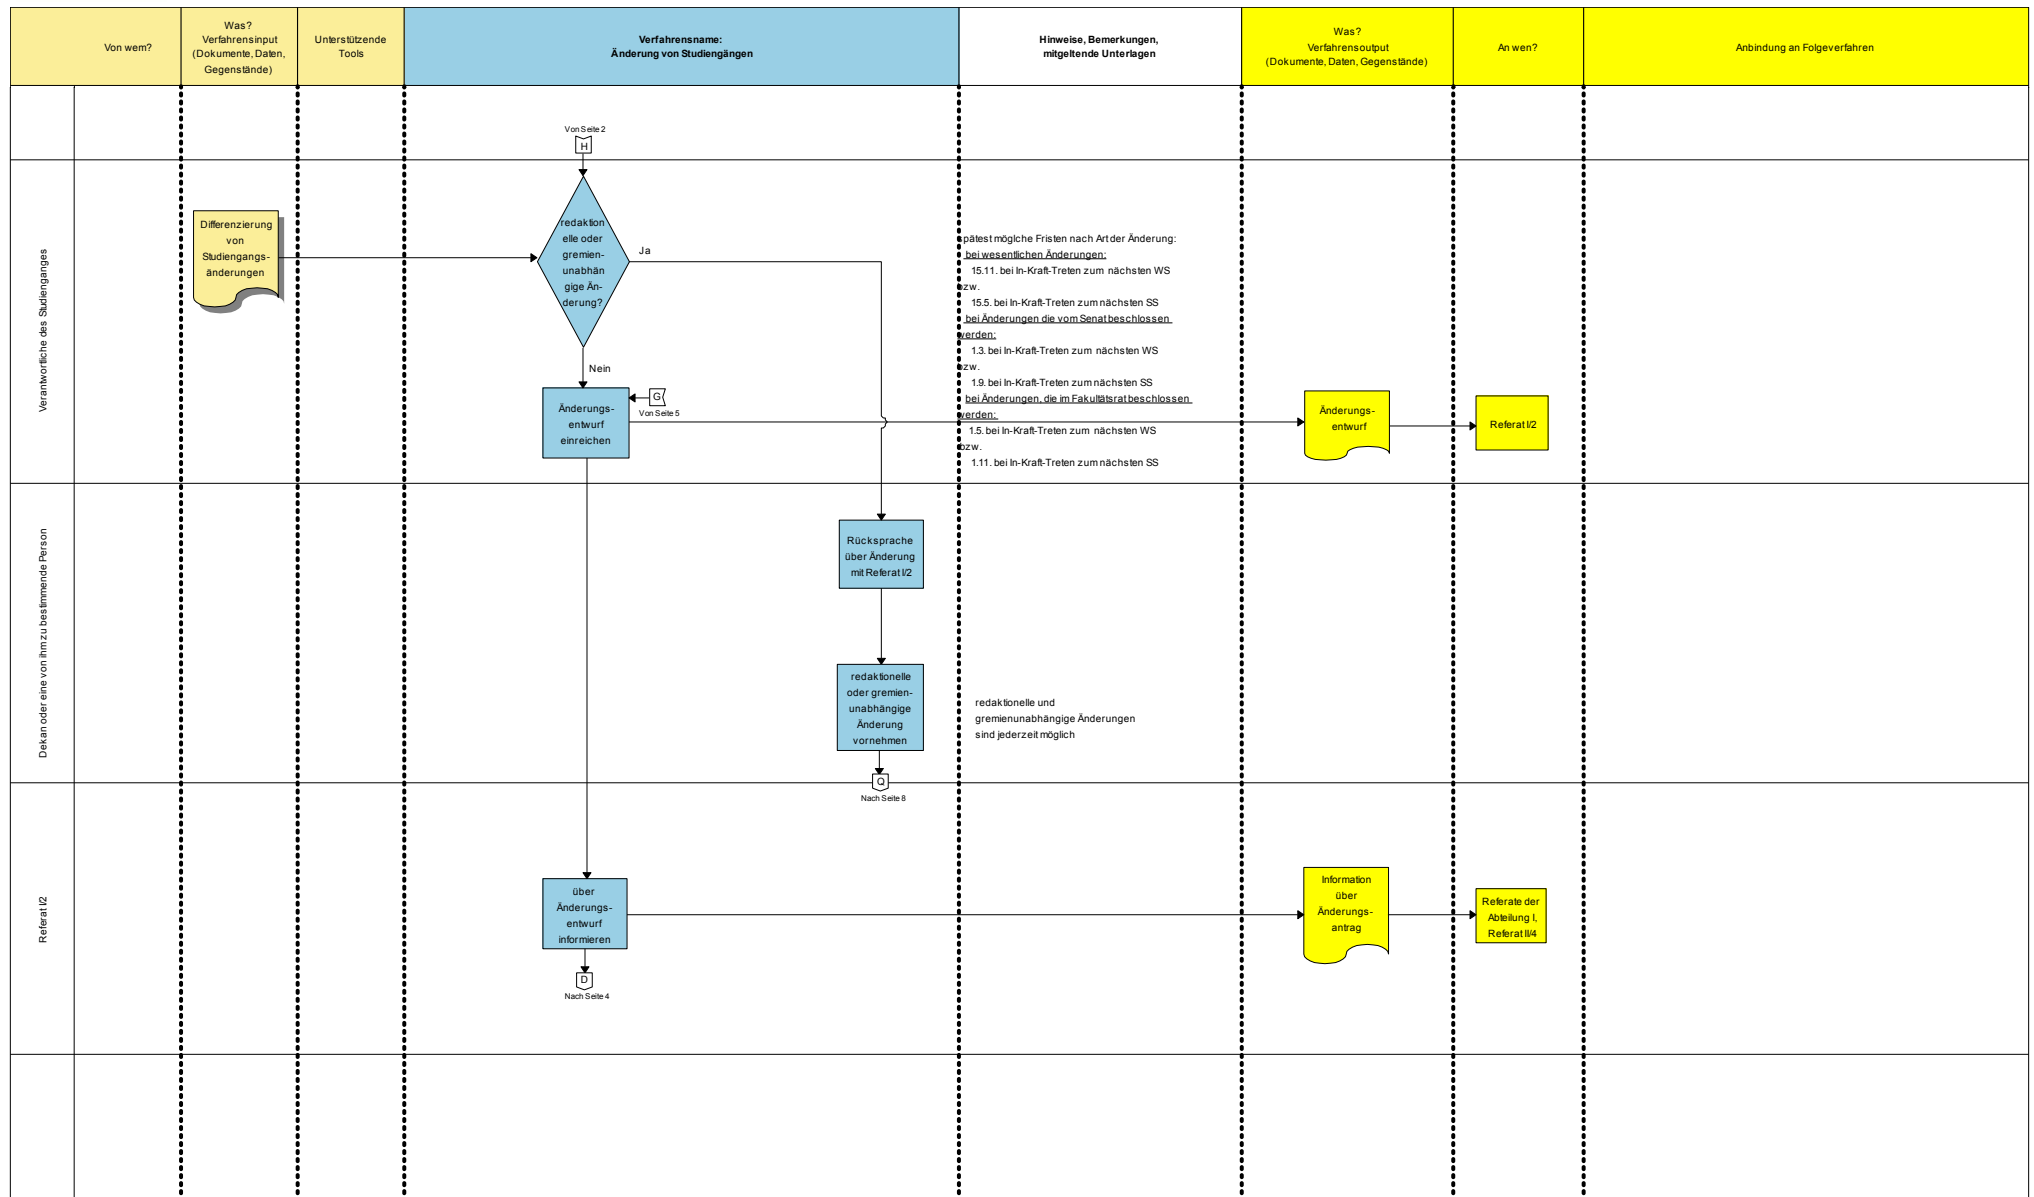 Von wem?
Was?
Verfahrensinput
(Dokumente, Daten,
Gegenstände)
Unterstützende
Tools
Verfahrensname:
Änderung von Studiengängen
Hinweise, Bemerkungen,
mitgeltende Unterlagen
Was?
Verfahrensoutput
(Dokumente, Daten, Gegenstände)
An wen?
Anbindung an Folgeverfahren
Von Seite 2
H
Verantwortliche des Studienganges
Differenzierung
von
Studiengangs-
änderungen
redaktion
elle oder
gremien-
unabhän
gige Än-
derung?
Ja
Nein
Änderungs-
entwurf
einreichen
G
Von Seite 5
spätest möglche Fristen nach Art der Änderung:
bei wesentlichen Änderungen:
15.11. bei In-Kraft-Treten zum nächsten WS
bzw.
15.5. bei In-Kraft-Treten zum nächsten SS
bei Änderungen die vom Senat beschlossen
werden:
1.3. bei In-Kraft-Treten zum nächsten WS
bzw.
1.9. bei In-Kraft-Treten zum nächsten SS
bei Änderungen, die im Fakultätsrat beschlossen
werden:
1.5. bei In-Kraft-Treten zum nächsten WS
bzw.
1.11. bei In-Kraft-Treten zum nächsten SS
Änderungs-
entwurf
Referat I/2
Dekan oder eine von ihm zu bestimmende Person
Rücksprache
über Änderung
mit Referat I/2
redaktionelle
oder gremien-
unabhängige
Änderung
vornehmen
redaktionelle und
gremienunabhängige Änderungen
sind jederzeit möglich
Q
Nach Seite 8
Referat I/2
über
Änderungs-
entwurf
informieren
D
Nach Seite 4
Information
über
Änderungs-
antrag
Referate der
Abteilung I,
Referat II/4